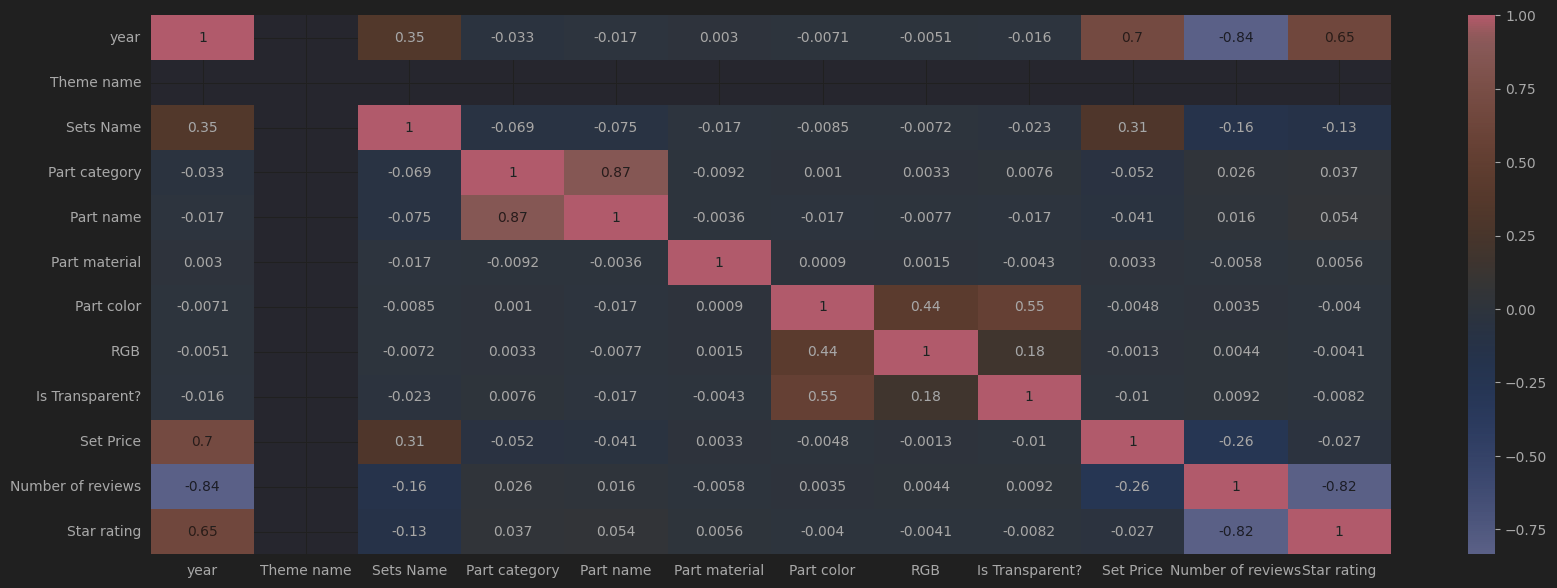 year 1 0.35 -0.033 -0.017 0.003 -0.0071 -0.0051 -0.016 0.7 -0.84 0.65
Theme name
Sets Name 0.35 1 -0.069 -0.075 -0.017 -0.0085 -0.0072 -0.023 0.31 -0.16 -0.13
Part category -0.033 -0.069 1 0.87 -0.0092 0.001 0.0033 0.0076 -0.052 0.026 0.037
Part name -0.017 -0.075 0.87 1 -0.0036 -0.017 -0.0077 -0.017 -0.041 0.016 0.054
Part material 0.003 -0.017 -0.0092 -0.0036 1 0.0009 0.0015 -0.0043 0.0033 -0.0058 0.0056
Part color -0.0071 -0.0085 0.001 -0.017 0.0009 1 0.44 0.55 -0.0048 0.0035 -0.004
RGB -0.0051 -0.0072 0.0033 -0.0077 0.0015 0.44 1 0.18 -0.0013 0.0044 -0.0041
Is Transparent? -0.016 -0.023 0.0076 -0.017 -0.0043 0.55 0.18 1 -0.01 0.0092 -0.0082
Set Price 0.7 0.31 -0.052 -0.041 0.0033 -0.0048 -0.0013 -0.01 1 -0.26 -0.027
Number of reviews -0.84 -0.16 0.026 0.016 -0.0058 0.0035 0.0044 0.0092 -0.26 1 -0.82
Star rating 0.65 -0.13 0.037 0.054 0.0056 -0.004 -0.0041 -0.0082 -0.027 -0.82 1
year Theme name Sets Name Part category Part name Part material Part color RGB Is Transparent? Set Price Number of reviews Star rating
1.00
0.75
0.50
0.25
0.00
−0.25
−0.50
−0.75